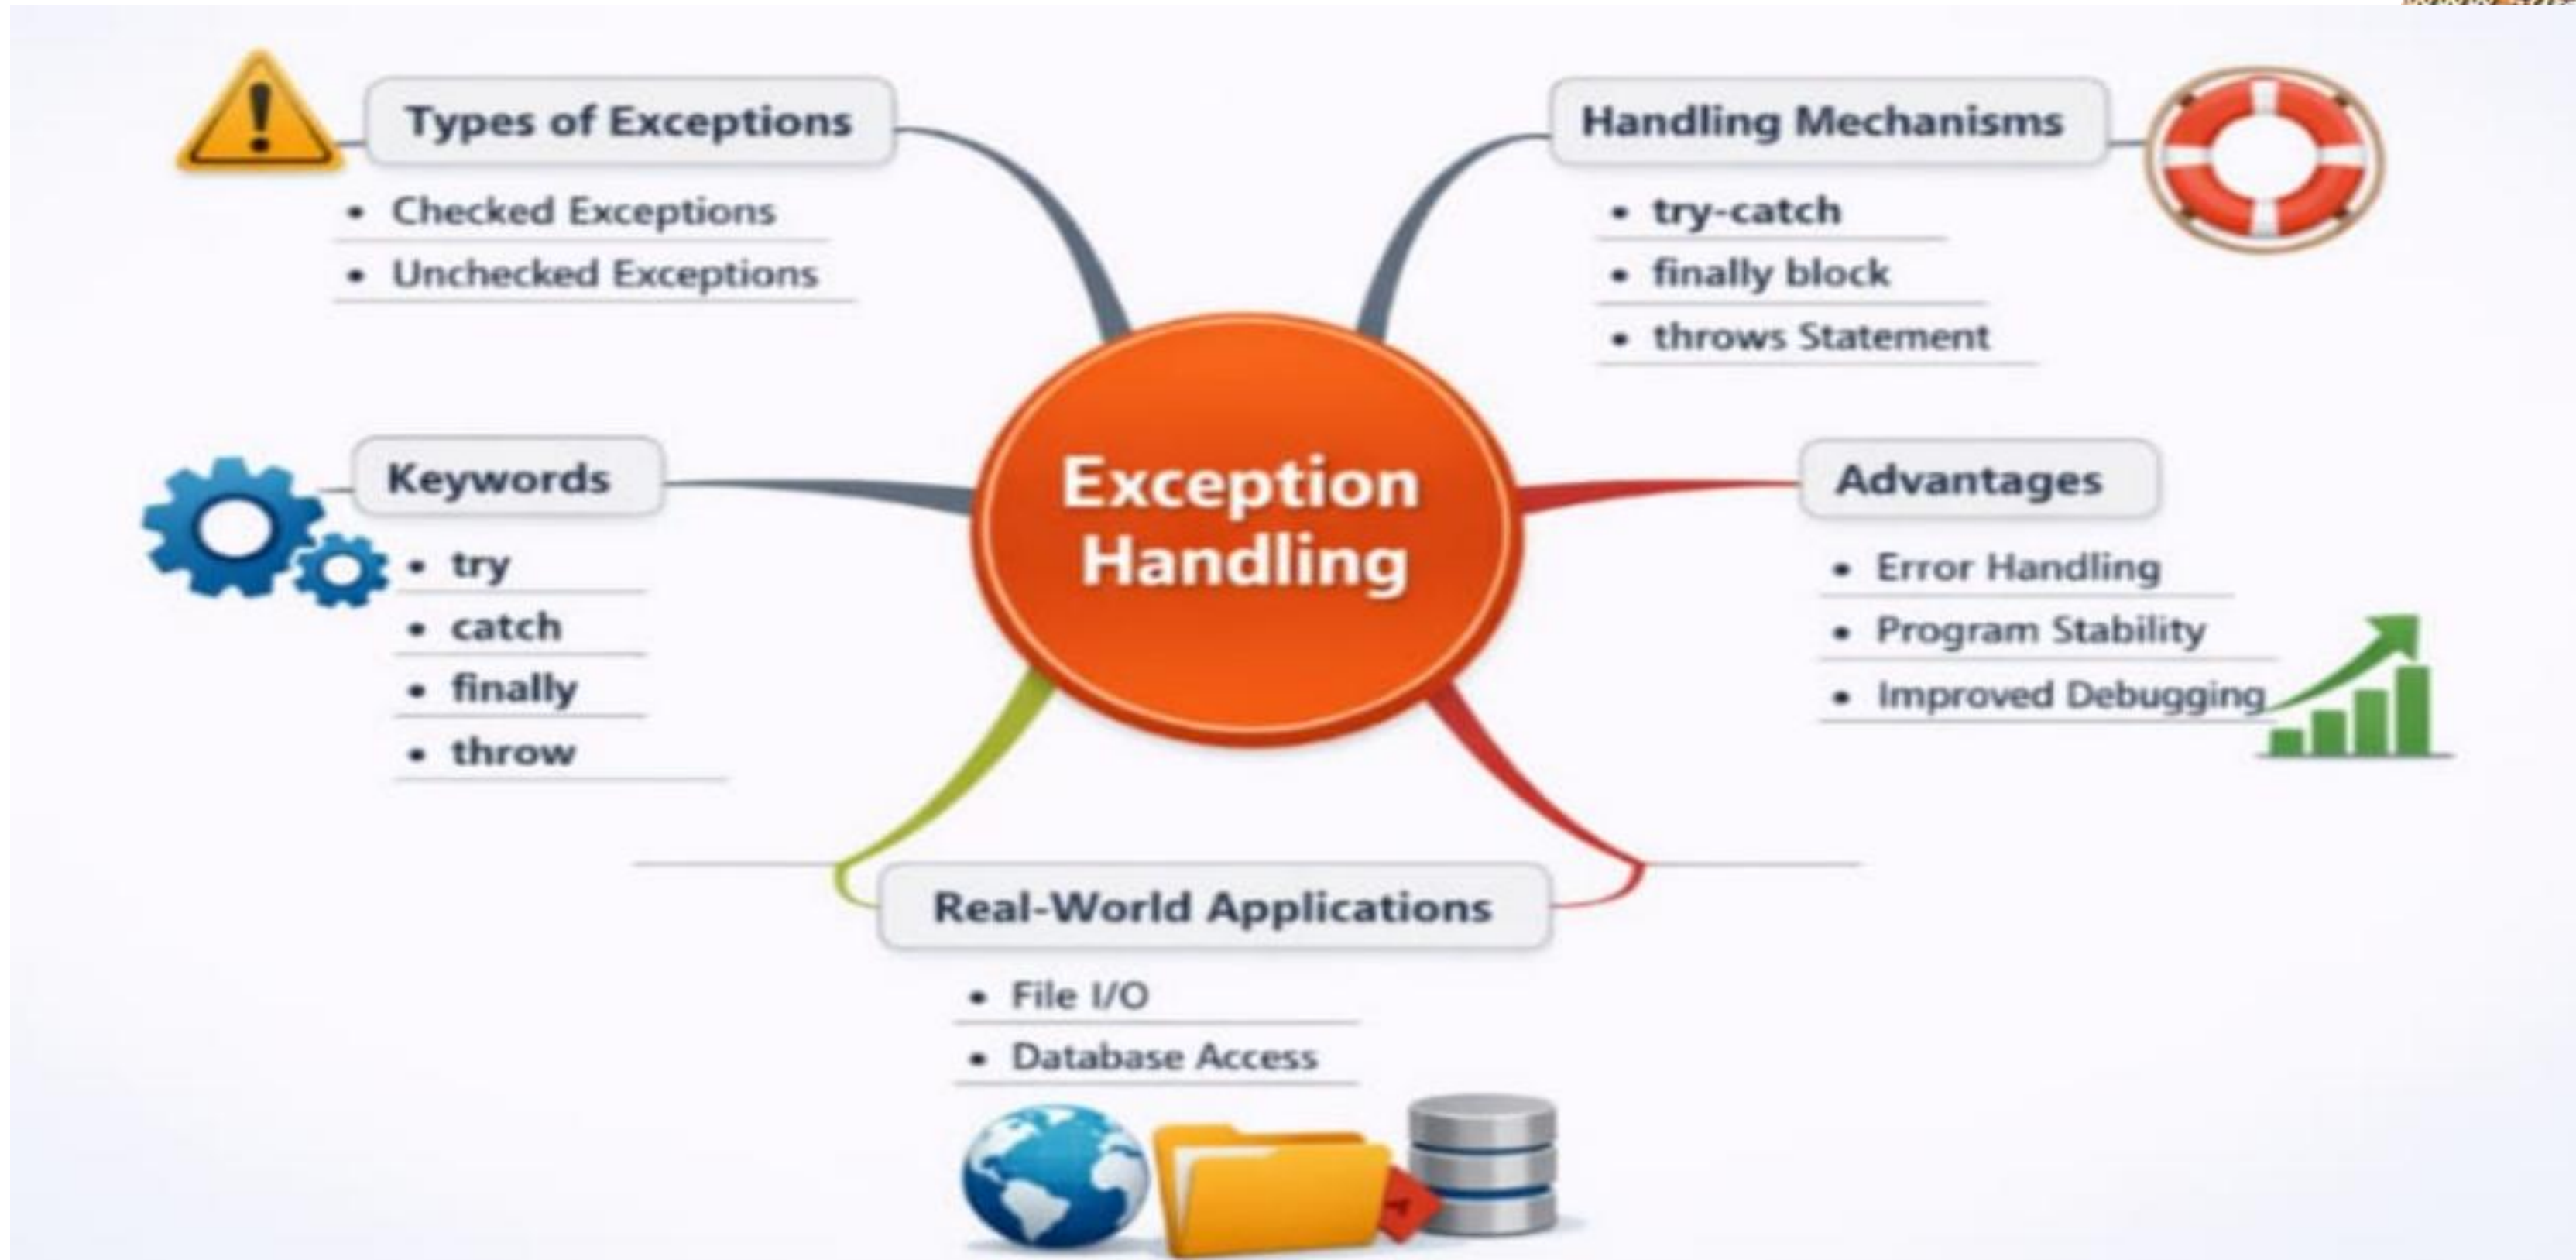 Types of Exceptions
• Checked Exceptions
• Unchecked Exceptions
Handling Mechanisms
• try-catch
• finally block
• throws Statement
Exception
Handling
Keywords
• try
• catch
• finally
• throw
Advantages
• Error Handling
• Program Stability
• Improved Debugging
Real-World Applications
• File I/O
• Database Access